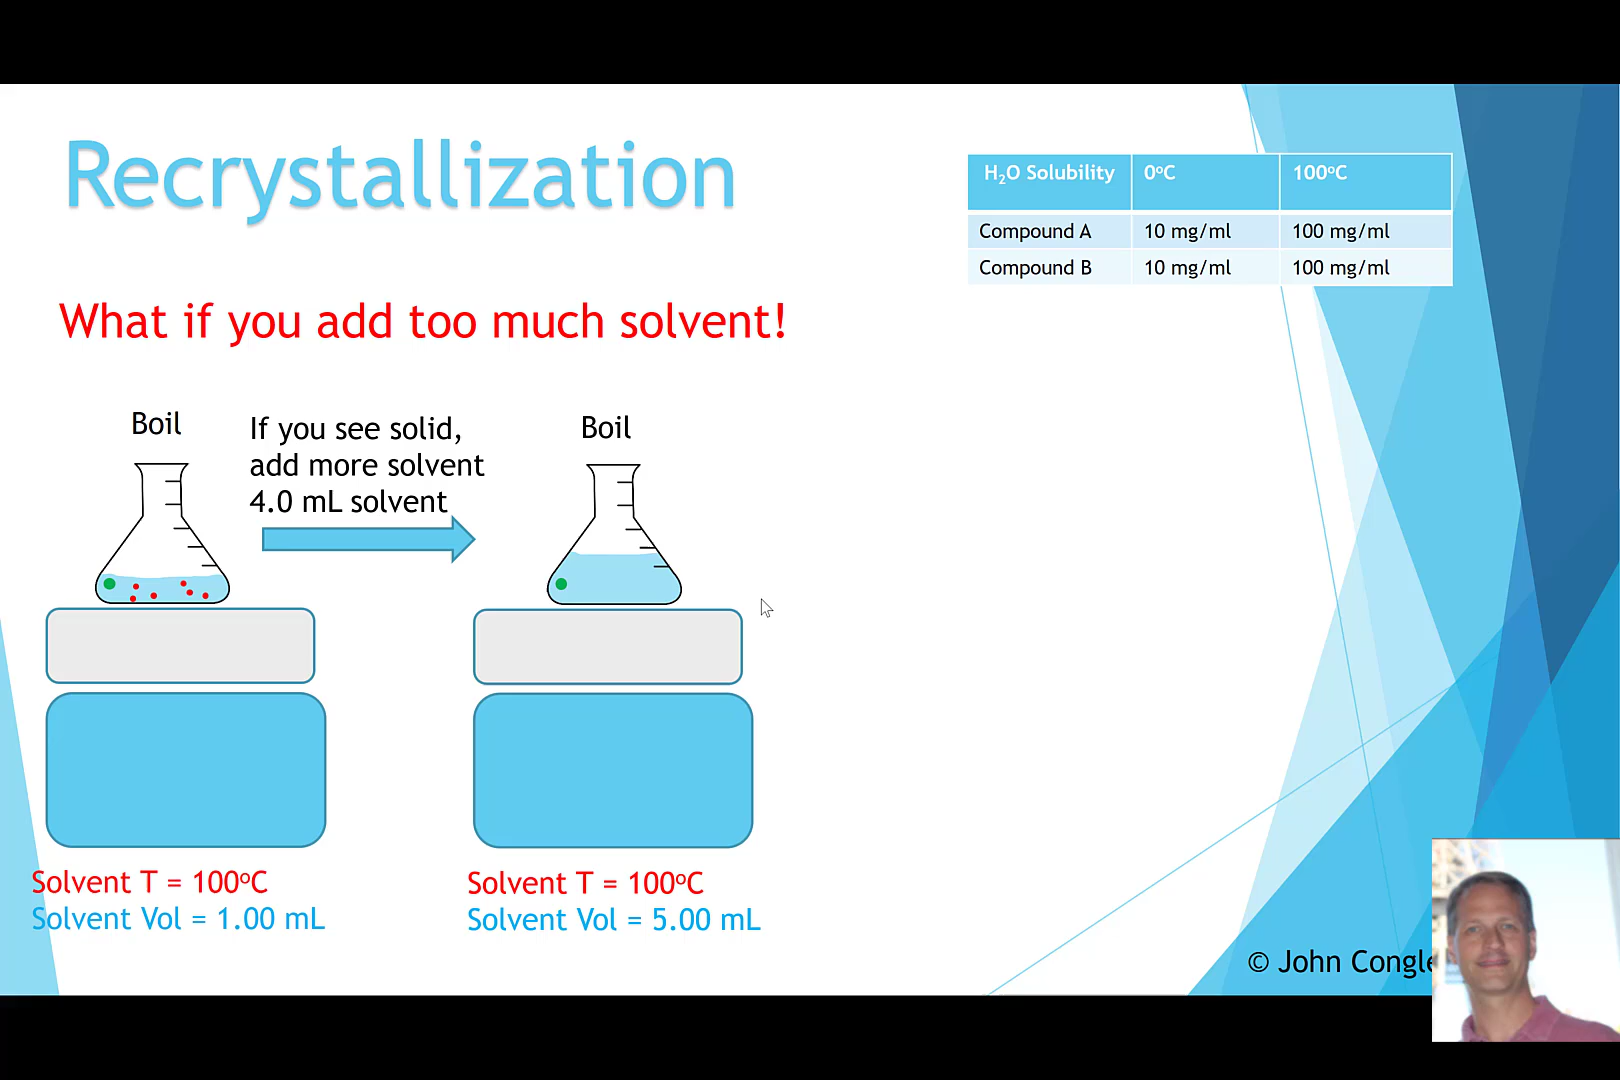 Recrystallization
H₂O Solubility 0ᵒC 100ᵒC
Compound A 10 mg/ml 100 mg/ml
Compound B 10 mg/ml 100 mg/ml
What if you add too much solvent!
Boil
If you see solid,
add more solvent
4.0 mL solvent
Boil
Solvent T = 100ᵒC
Solvent Vol = 1.00 mL
Solvent T = 100ᵒC
Solvent Vol = 5.00 mL
© John